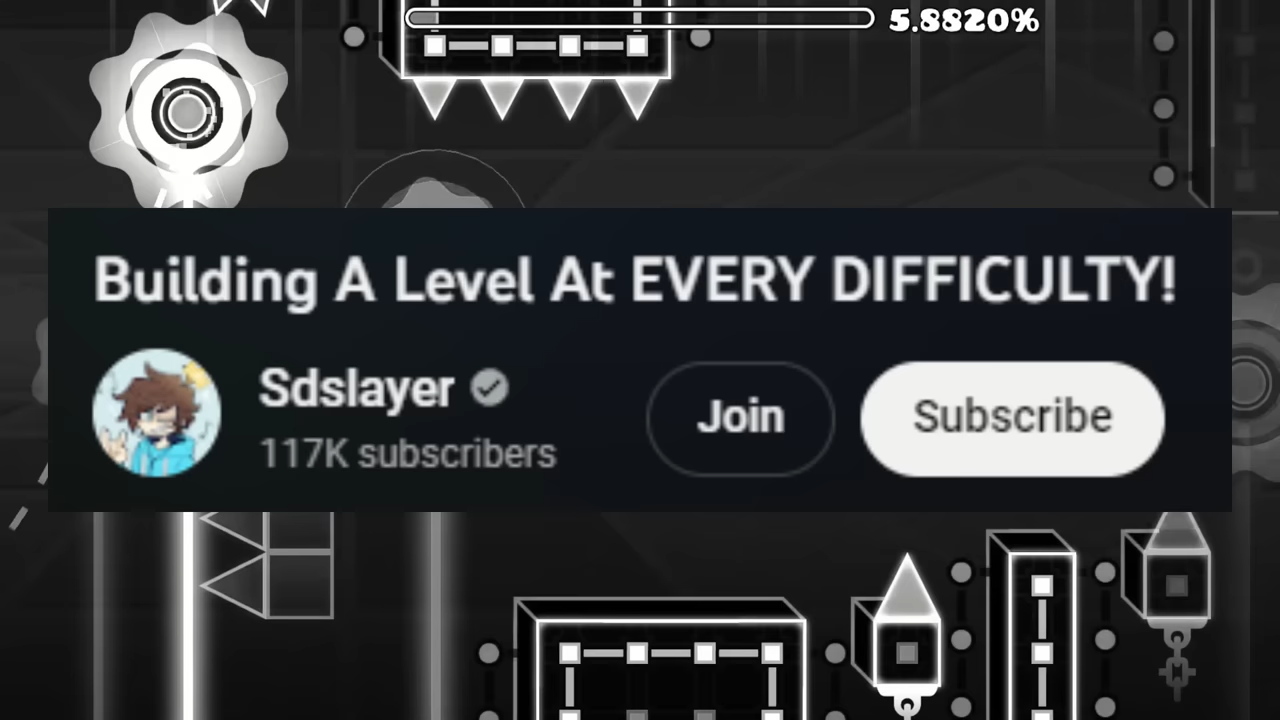 5.8820%
Building A Level At EVERY DIFFICULTY!
Sdslayer
117K subscribers
Join
Subscribe